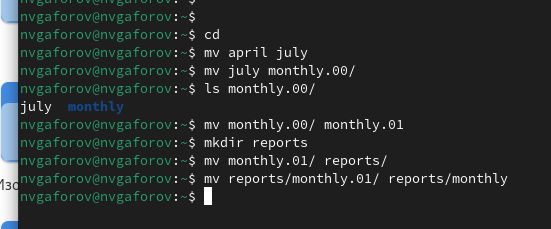 nvgaforov@nvgaforov:~$
nvgaforov@nvgaforov:~$
nvgaforov@nvgaforov:~$ cd
nvgaforov@nvgaforov:~$ mv april july
nvgaforov@nvgaforov:~$ mv july monthly.00/
nvgaforov@nvgaforov:~$ ls monthly.00/
july  monthly
nvgaforov@nvgaforov:~$ mv monthly.00/ monthly.01
nvgaforov@nvgaforov:~$ mkdir reports
nvgaforov@nvgaforov:~$ mv monthly.01/ reports/
nvgaforov@nvgaforov:~$ mv reports/monthly.01/ reports/monthly
nvgaforov@nvgaforov:~$